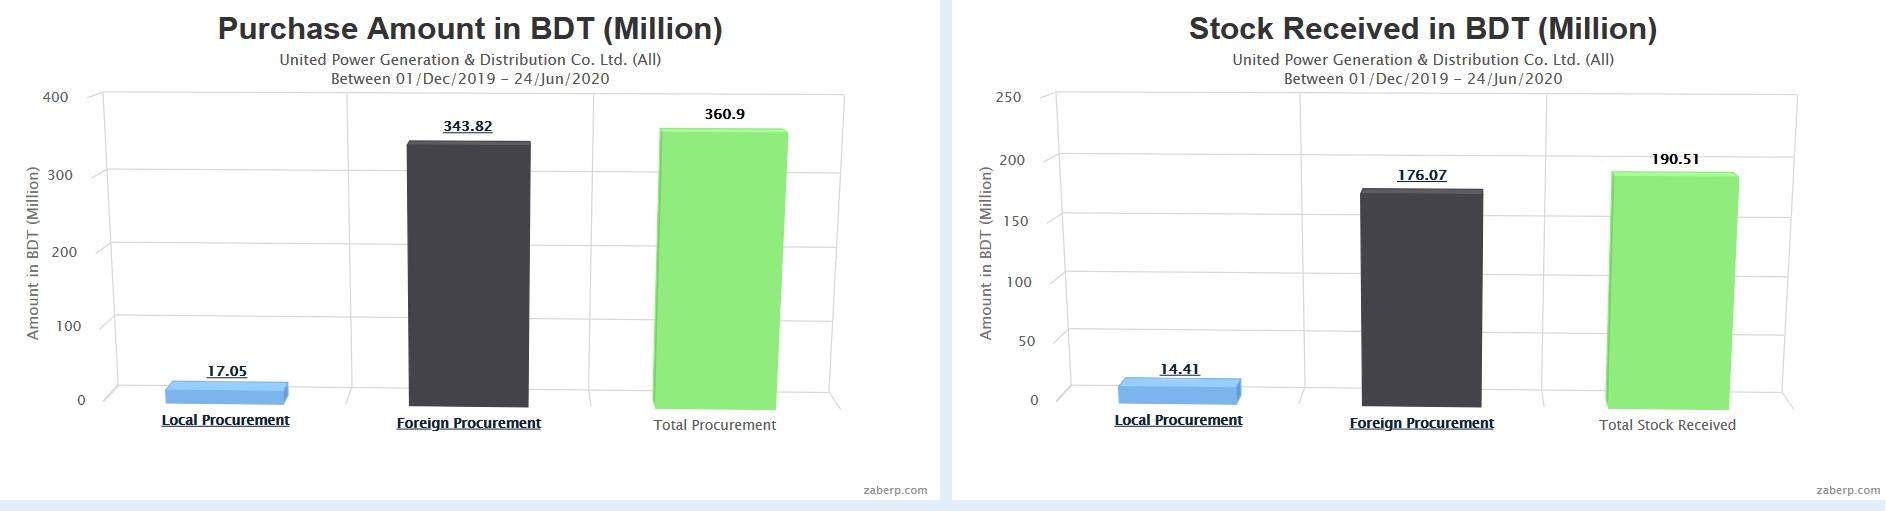 Purchase Amount in BDT (Million)
United Power Generation & Distribution Co. Ltd. (All)
Between 01/Dec/2019 - 24/Jun/2020
Amount in BDT (Million)
400
300
200
100
0
17.05
343.82
360.9
Local Procurement
Foreign Procurement
Total Procurement
zaberp.com
Stock Received in BDT (Million)
United Power Generation & Distribution Co. Ltd. (All)
Between 01/Dec/2019 - 24/Jun/2020
Amount in BDT (Million)
250
200
150
100
50
0
14.41
176.07
190.51
Local Procurement
Foreign Procurement
Total Stock Received
zaberp.com